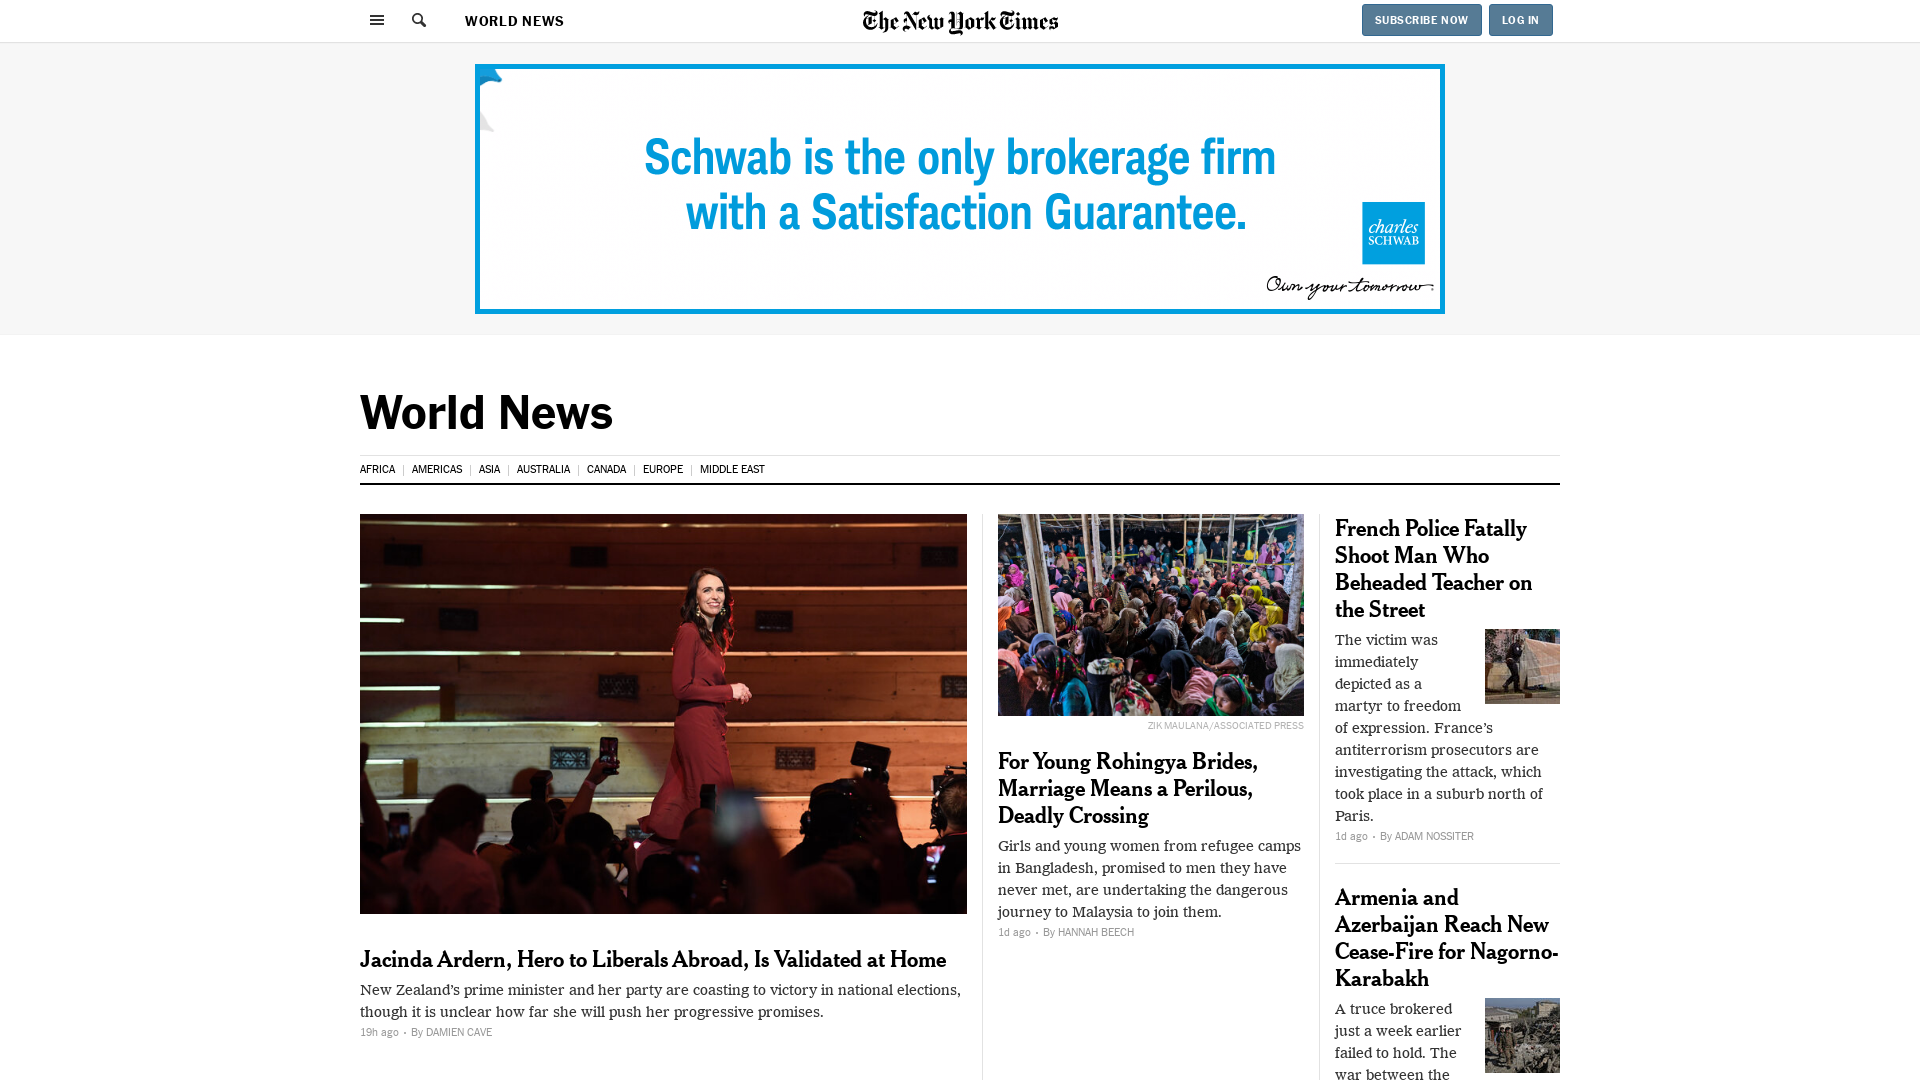 WORLD NEWS
The New York Times
SUBSCRIBE NOW
LOG IN
Schwab is the only brokerage firm
with a Satisfaction Guarantee.
charles
SCHWAB
Own your tomorrow.
World News
AFRICA
AMERICAS
ASIA
AUSTRALIA
CANADA
EUROPE
MIDDLE EAST
Jacinda Ardern, Hero to Liberals Abroad, Is Validated at Home
New Zealand’s prime minister and her party are coasting to victory in national elections,
though it is unclear how far she will push her progressive promises.
19h ago · By DAMIEN CAVE
ZIK MAULANA/ASSOCIATED PRESS
For Young Rohingya Brides,
Marriage Means a Perilous,
Deadly Crossing
Girls and young women from refugee camps
in Bangladesh, promised to men they have
never met, are undertaking the dangerous
journey to Malaysia to join them.
1d ago · By HANNAH BEECH
French Police Fatally
Shoot Man Who
Beheaded Teacher on
the Street
The victim was
immediately
depicted as a
martyr to freedom
of expression. France’s
antiterrorism prosecutors are
investigating the attack, which
took place in a suburb north of
Paris.
1d ago · By ADAM NOSSITER
Armenia and
Azerbaijan Reach New
Cease-Fire for Nagorno-
Karabakh
A truce brokered
just a week earlier
failed to hold. The
war between the